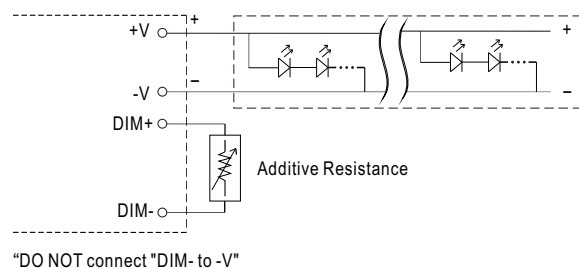 +V
+
+
-V
−
−
DIM+
Additive Resistance
DIM-
“DO NOT connect "DIM- to -V"